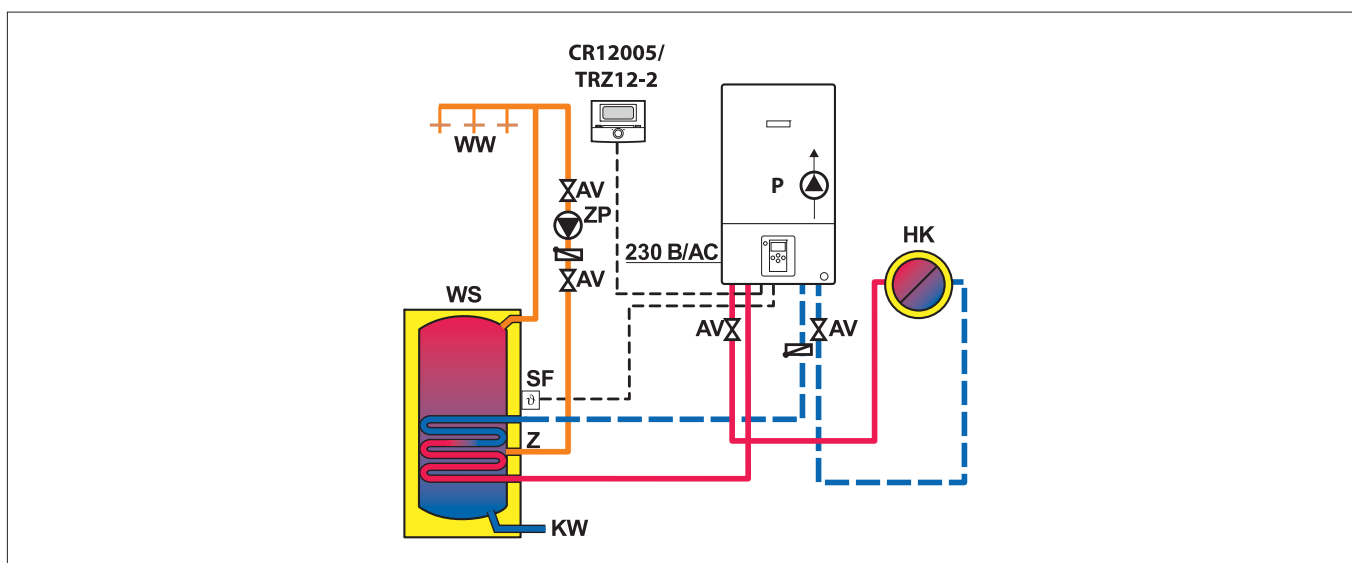 CR12005/
TRZ12-2
WW
P
AV
ZP
HK
230 B/AC
AV
WS
AV
AV
SF
ϑ
Z
KW